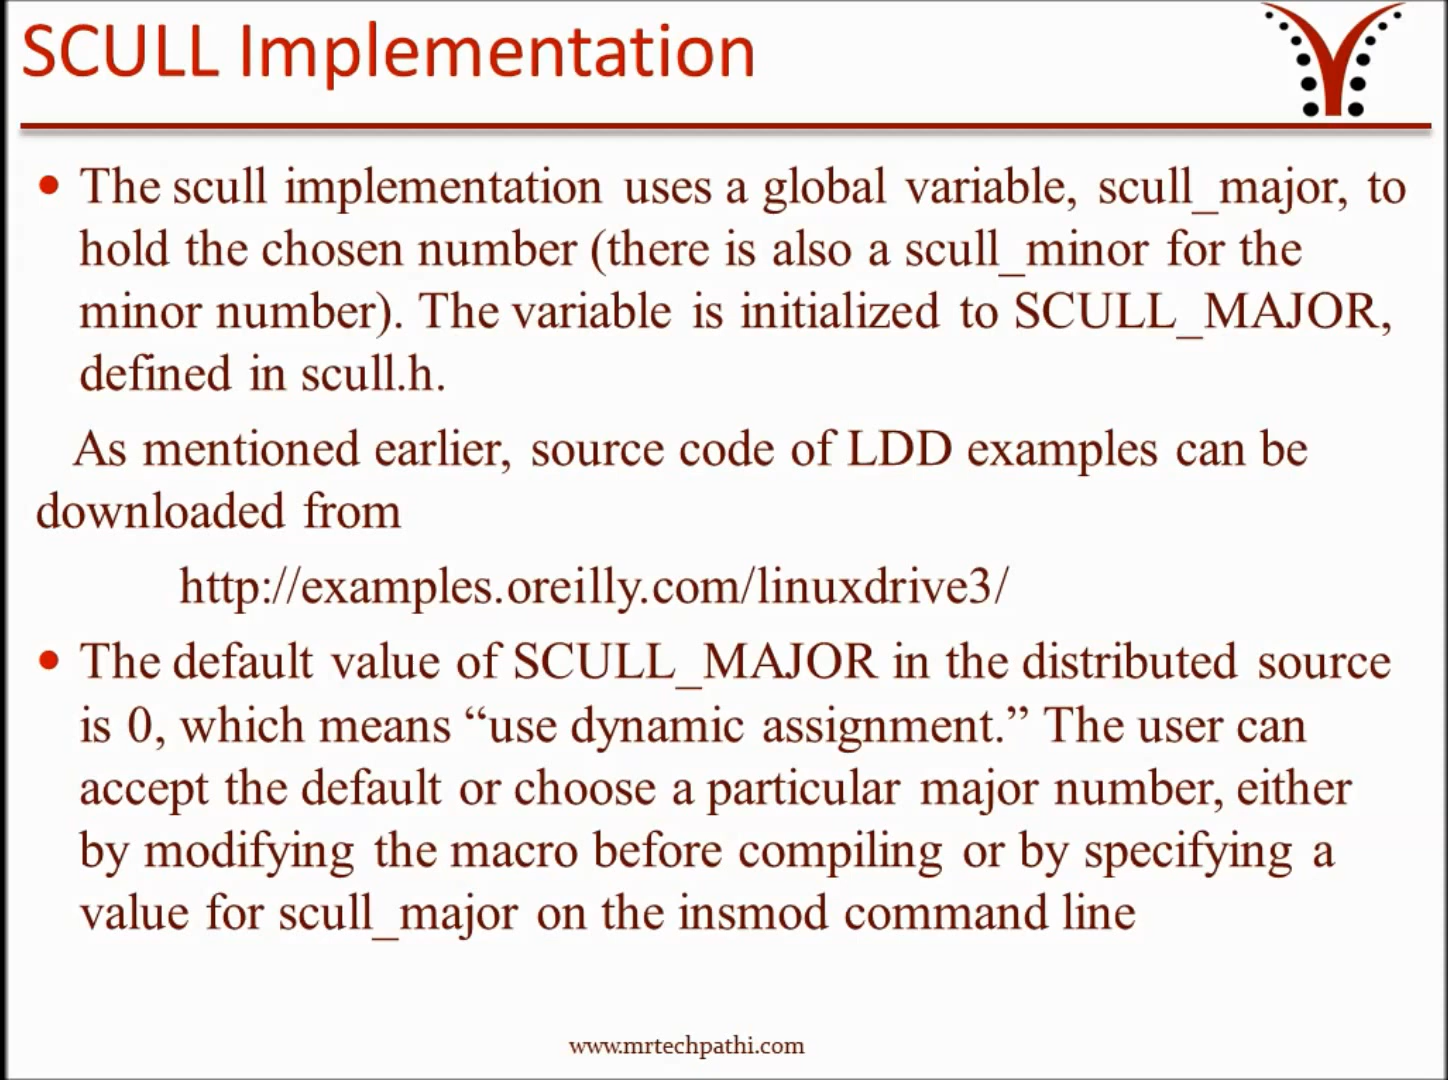 SCULL Implementation
• The scull implementation uses a global variable, scull_major, to
hold the chosen number (there is also a scull_minor for the
minor number). The variable is initialized to SCULL_MAJOR,
defined in scull.h.
As mentioned earlier, source code of LDD examples can be
downloaded from
http://examples.oreilly.com/linuxdrive3/
• The default value of SCULL_MAJOR in the distributed source
is 0, which means “use dynamic assignment.” The user can
accept the default or choose a particular major number, either
by modifying the macro before compiling or by specifying a
value for scull_major on the insmod command line
www.mrtechpathi.com